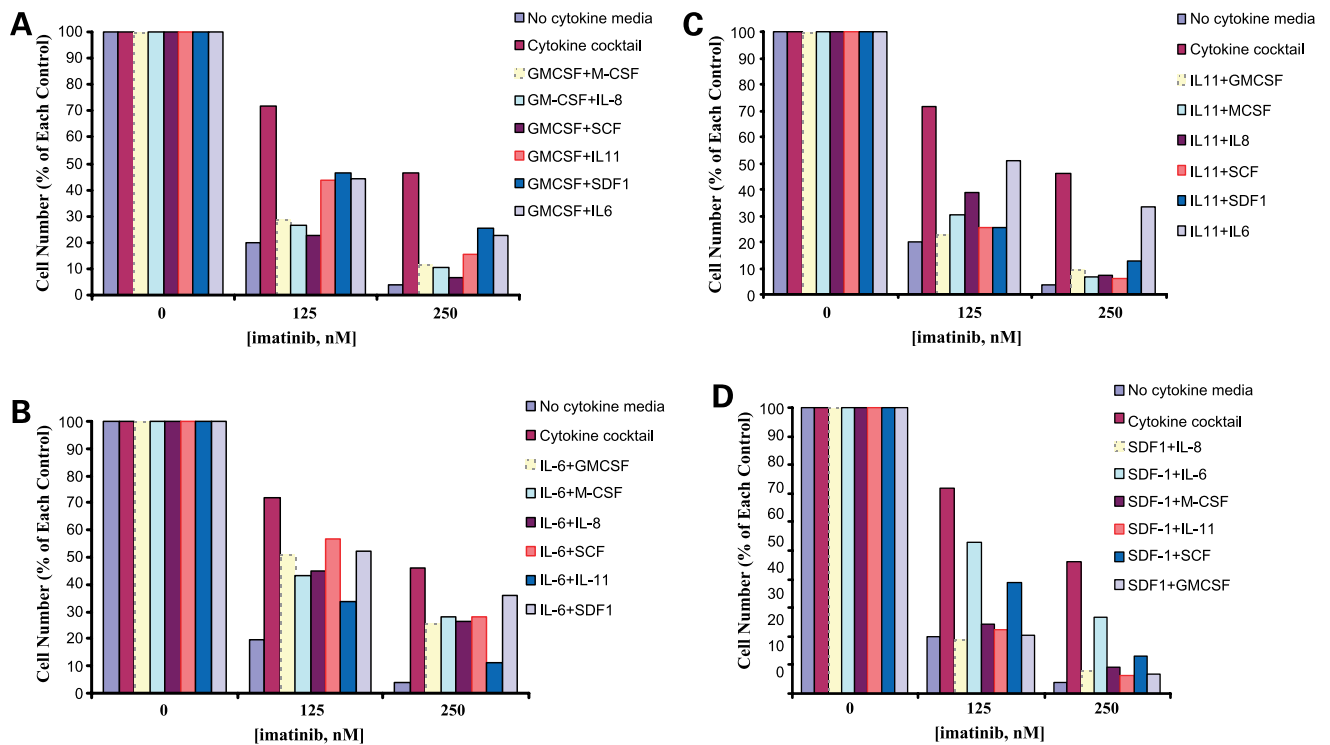 A
Cell Number (% of Each Control)
100
90
80
70
60
50
40
30
20
10
0
0
125
250
[imatinib, nM]
No cytokine media
Cytokine cocktail
GMCSF+M-CSF
GM-CSF+IL-8
GMCSF+SCF
GMCSF+IL11
GMCSF+SDF1
GMCSF+IL6
C
Cell Number (% of Each Control)
100
90
80
70
60
50
40
30
20
10
0
0
125
250
[imatinib, nM]
No cytokine media
Cytokine cocktail
IL11+GMCSF
IL11+MCSF
IL11+IL8
IL11+SCF
IL11+SDF1
IL11+IL6
B
Cell Number (% of Each Control)
100
90
80
70
60
50
40
30
20
10
0
0
125
250
[imatinib, nM]
No cytokine media
Cytokine cocktail
IL-6+GMCSF
IL-6+M-CSF
IL-6+IL-8
IL-6+SCF
IL-6+IL-11
IL-6+SDF1
D
Cell Number (% of Each Control)
100
90
80
70
60
50
40
30
20
10
0
0
125
250
[imatinib, nM]
No cytokine media
Cytokine cocktail
SDF1+IL-8
SDF-1+IL-6
SDF-1+M-CSF
SDF-1+IL-11
SDF-1+SCF
SDF1+GMCSF